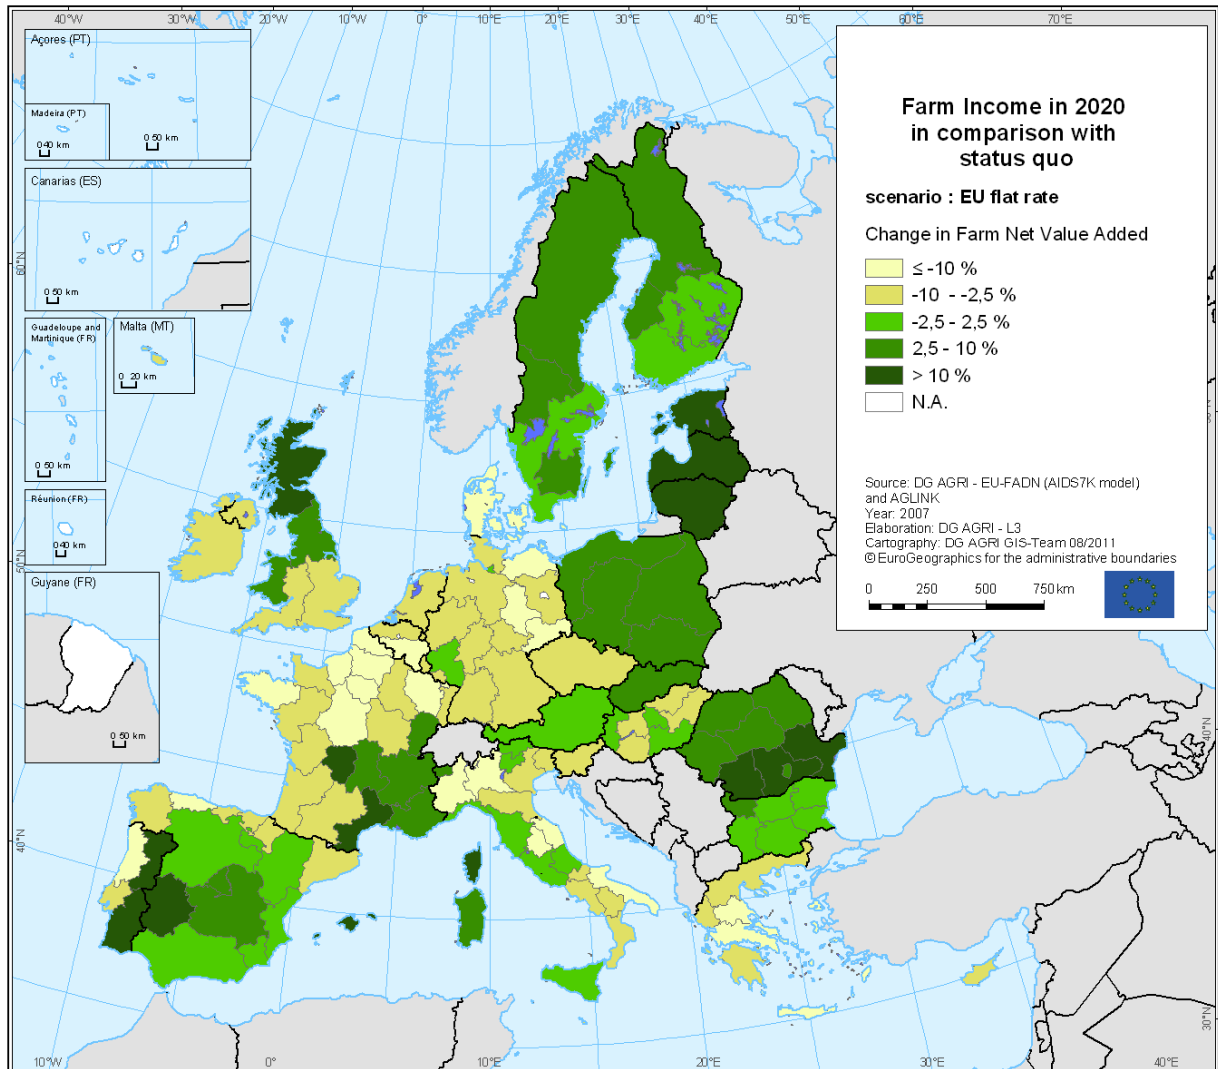 40°W 30°W 20°W 10°W 0° 10°E 20°E 30°E 40°E 50°E 60°E 70°E
Açores (PT)
Madeira (PT)
0 40 km
0 50 km
Canarias (ES)
0 50 km
Guadeloupe and
Martinique (FR)
0 50 km
Malta (MT)
0 20 km
Réunion (FR)
0 40 km
Guyane (FR)
0 50 km
Farm Income in 2020
in comparison with
status quo
scenario : EU flat rate
Change in Farm Net Value Added
≤ -10 %
-10 - -2,5 %
-2,5 - 2,5 %
2,5 - 10 %
> 10 %
N.A.
Source: DG AGRI - EU-FADN (AIDS7K model)
and AGLINK
Year: 2007
Elaboration: DG AGRI - L3
Cartography: DG AGRI GIS-Team 08/2011
© EuroGeographics for the administrative boundaries
0 250 500 750 km
60°N
50°N
40°N
40°N
30°N
10°W 0° 10°E 20°E 30°E 40°E